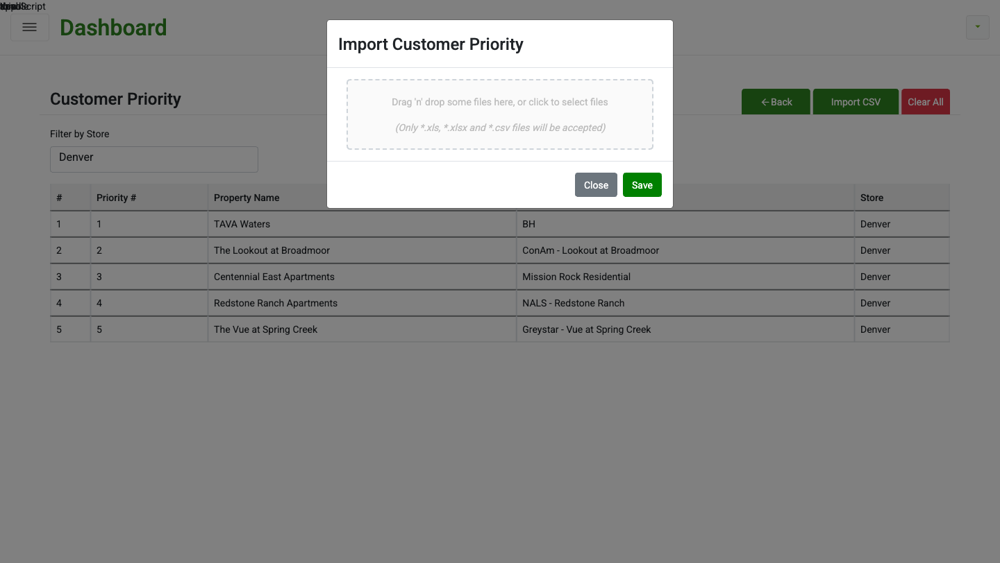 Dashboard
Import Customer Priority
Drag 'n' drop some files here, or click to select files
(Only *.xls, *.xlsx and *.csv files will be accepted)
Close Save
Customer Priority
Back Import CSV Clear All
Filter by Store
Denver
# Priority # Property Name Store
1 1 TAVA Waters BH Denver
2 2 The Lookout at Broadmoor ConAm - Lookout at Broadmoor Denver
3 3 Centennial East Apartments Mission Rock Residential Denver
4 4 Redstone Ranch Apartments NALS - Redstone Ranch Denver
5 5 The Vue at Spring Creek Greystar - Vue at Spring Creek Denver